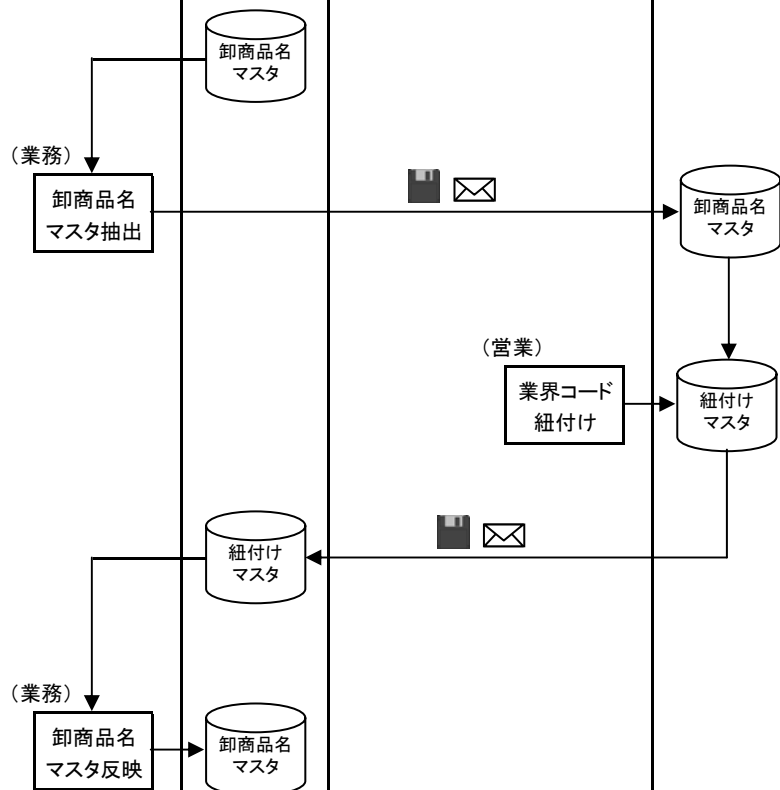 卸商品名
マスタ
（業務）
卸商品名
マスタ抽出
卸商品名
マスタ
（営業）
業界コード
紐付け
紐付け
マスタ
紐付け
マスタ
（業務）
卸商品名
マスタ反映
卸商品名
マスタ